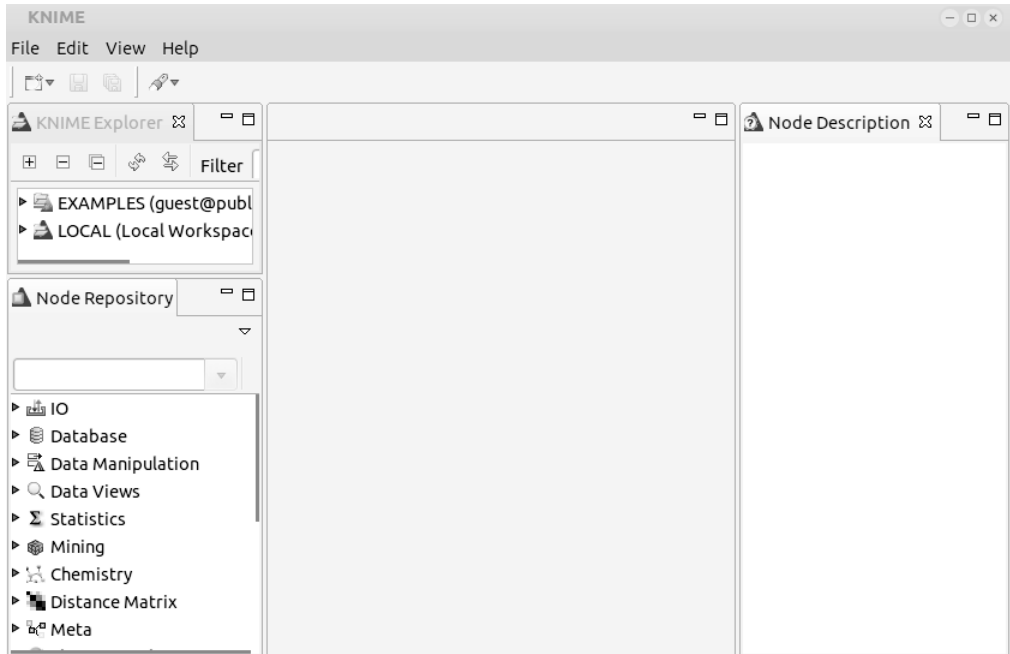 KNIME
File Edit View Help
KNIME Explorer
Filter
EXAMPLES (guest@publ
LOCAL (Local Workspac
Node Repository
IO
Database
Data Manipulation
Data Views
Statistics
Mining
Chemistry
Distance Matrix
Meta
Node Description